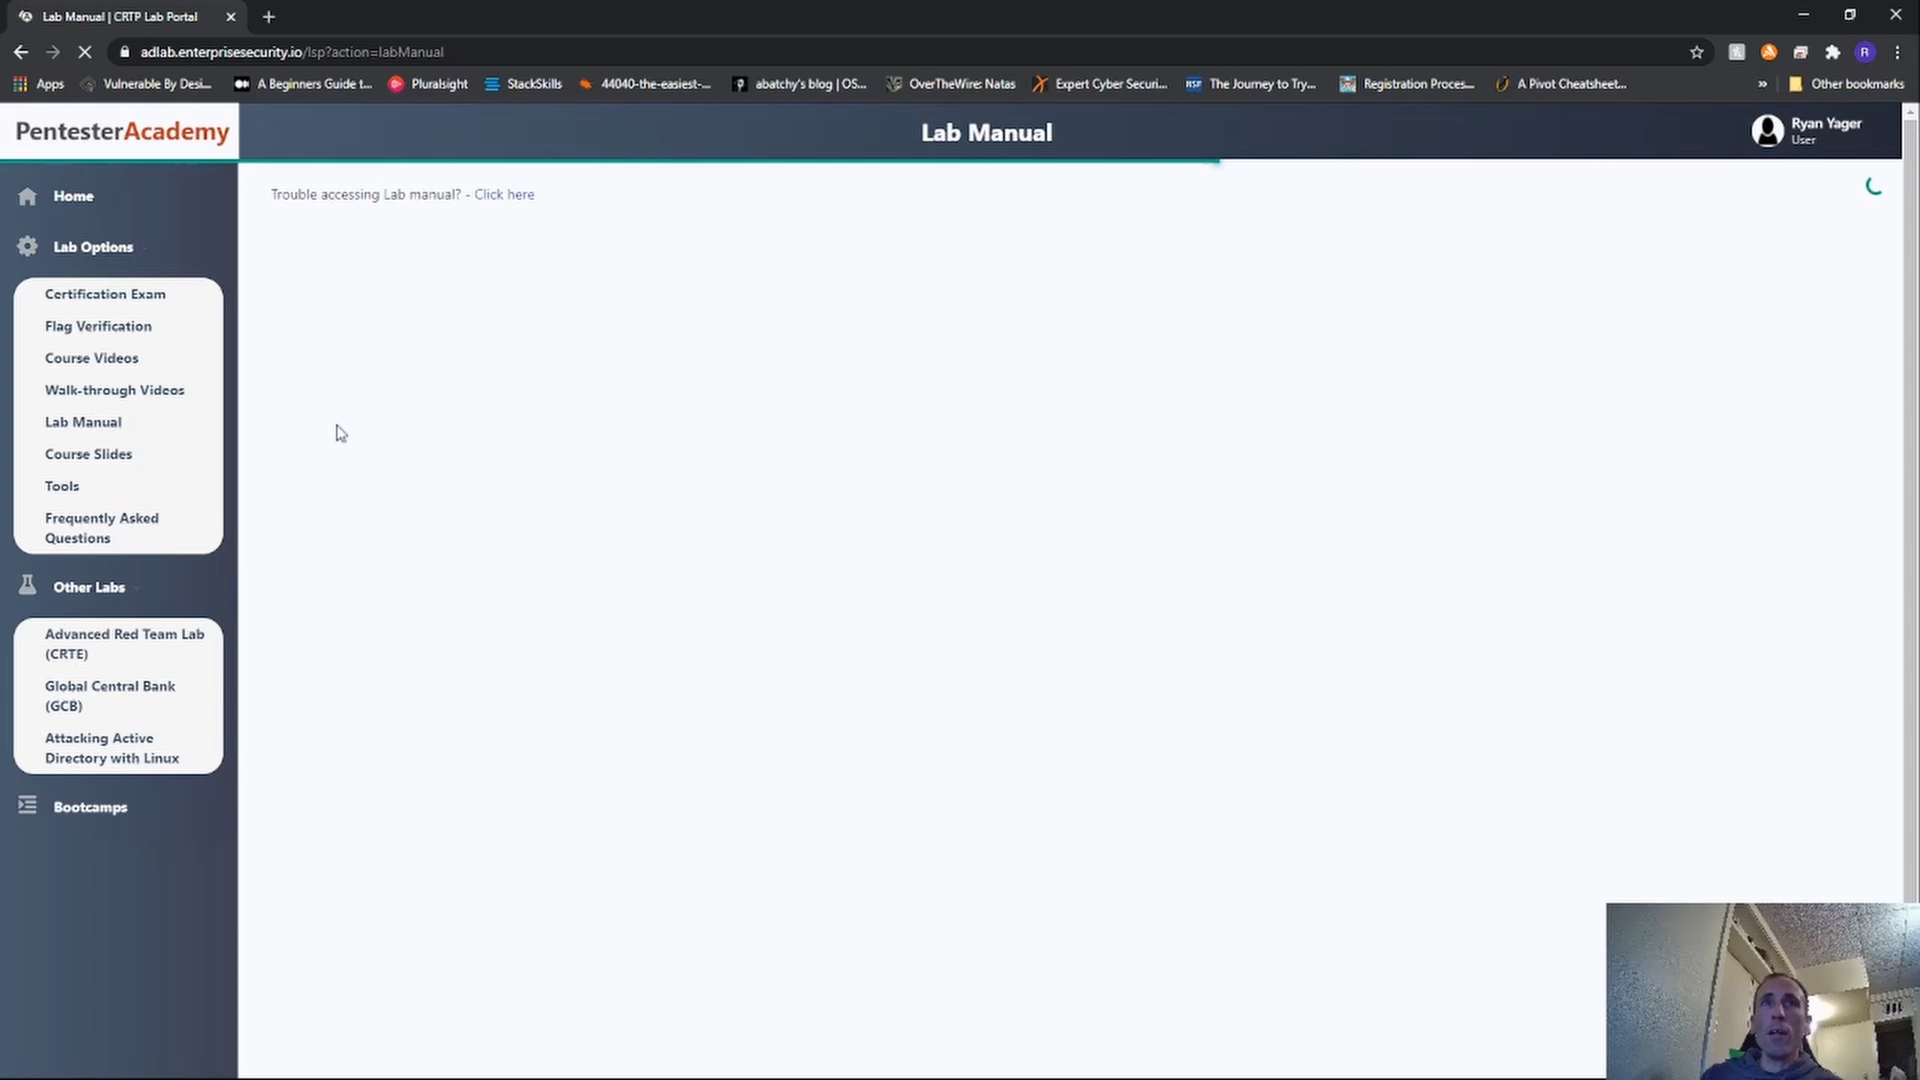 Lab Manual | CRTP Lab Portal
adlab.enterprisesecurity.io/lsp?action=labManual
Apps
Vulnerable By Desi...
A Beginners Guide t...
Pluralsight
StackSkills
44040-the-easiest-...
abatchy's blog | OS...
OverTheWire: Natas
Expert Cyber Securi...
The Journey to Try...
Registration Proces...
A Pivot Cheatsheet...
»
Other bookmarks
R
PentesterAcademy
Lab Manual
Ryan Yager
User
Trouble accessing Lab manual? - Click here
Home
Lab Options
Certification Exam
Flag Verification
Course Videos
Walk-through Videos
Lab Manual
Course Slides
Tools
Frequently Asked
Questions
Other Labs
Advanced Red Team Lab
(CRTE)
Global Central Bank
(GCB)
Attacking Active
Directory with Linux
Bootcamps